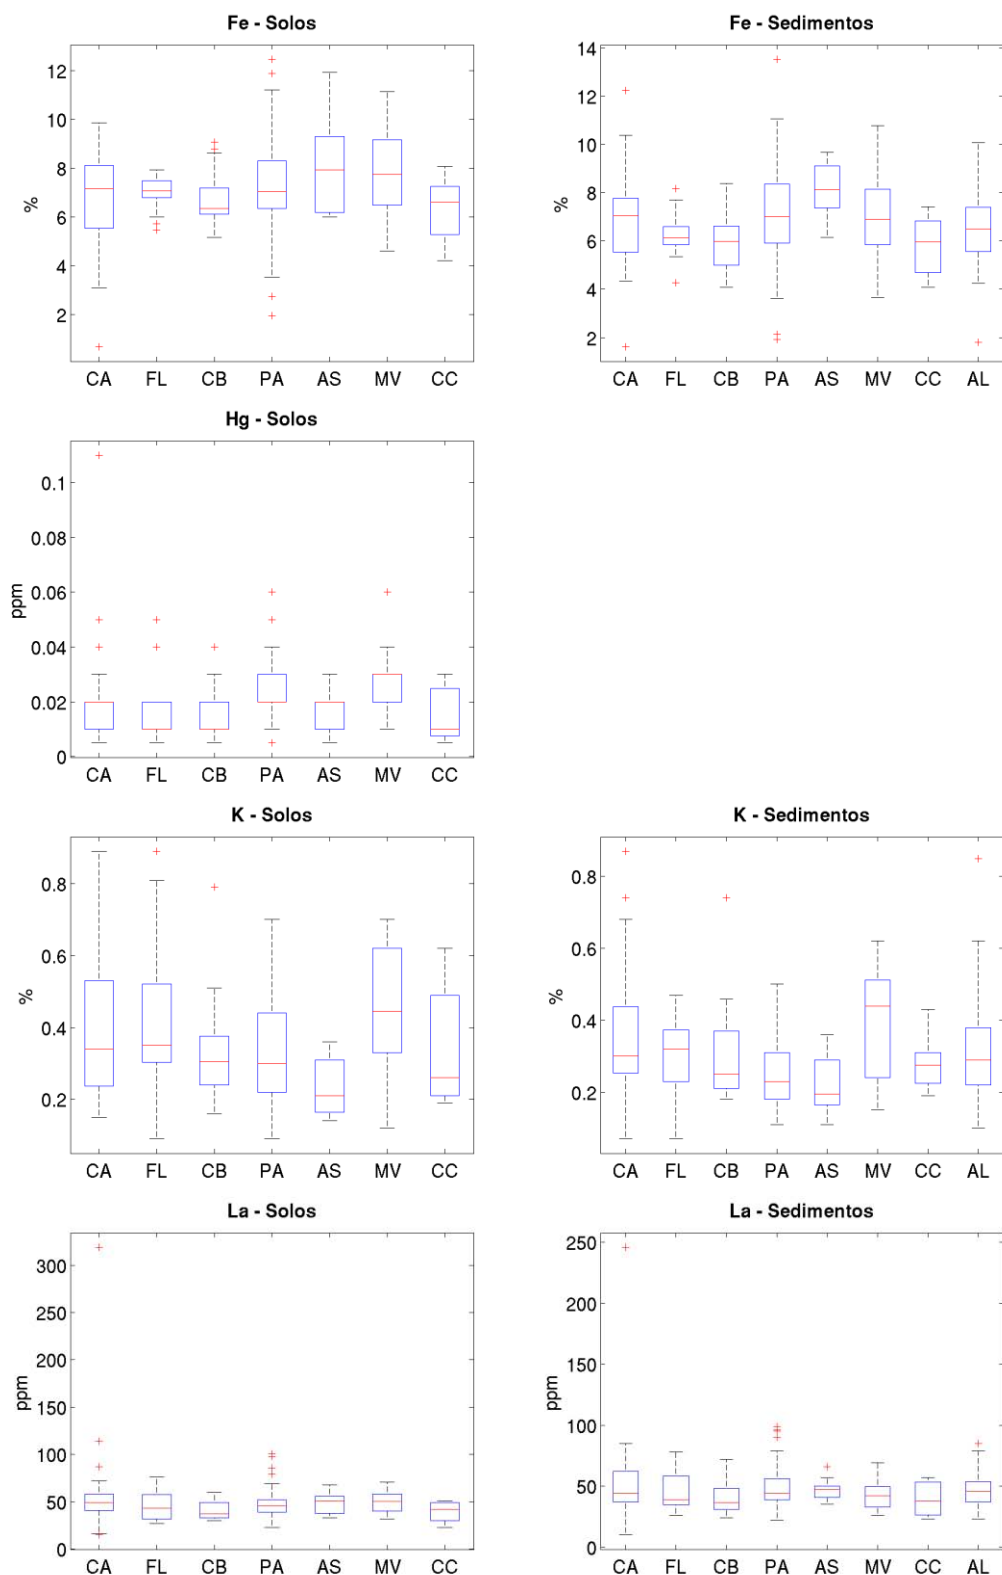 Fe - Solos
12
10
8
6
4
2
%
CA FL CB PA AS MV CC
Fe - Sedimentos
14
12
10
8
6
4
2
%
CA FL CB PA AS MV CC AL
Hg - Solos
0.1
0.08
0.06
0.04
0.02
0
ppm
CA FL CB PA AS MV CC
K - Solos
0.8
0.6
0.4
0.2
%
CA FL CB PA AS MV CC
K - Sedimentos
0.8
0.6
0.4
0.2
%
CA FL CB PA AS MV CC AL
La - Solos
300
250
200
150
100
50
0
ppm
CA FL CB PA AS MV CC
La - Sedimentos
250
200
150
100
50
0
ppm
CA FL CB PA AS MV CC AL